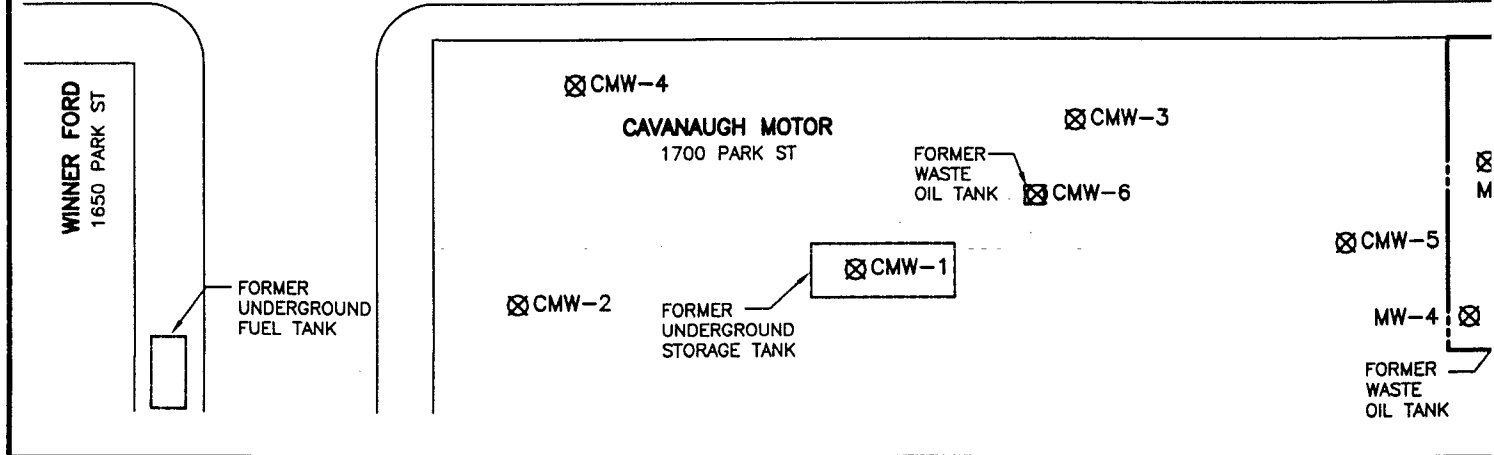 WINNER FORD
1650 PARK ST
CMW-4
CAVANAUGH MOTOR
1700 PARK ST
CMW-3
FORMER
WASTE
OIL TANK
CMW-6
CMW-5
CMW-1
FORMER
UNDERGROUND
FUEL TANK
CMW-2
FORMER
UNDERGROUND
STORAGE TANK
MW-4
FORMER
WASTE
OIL TANK
M